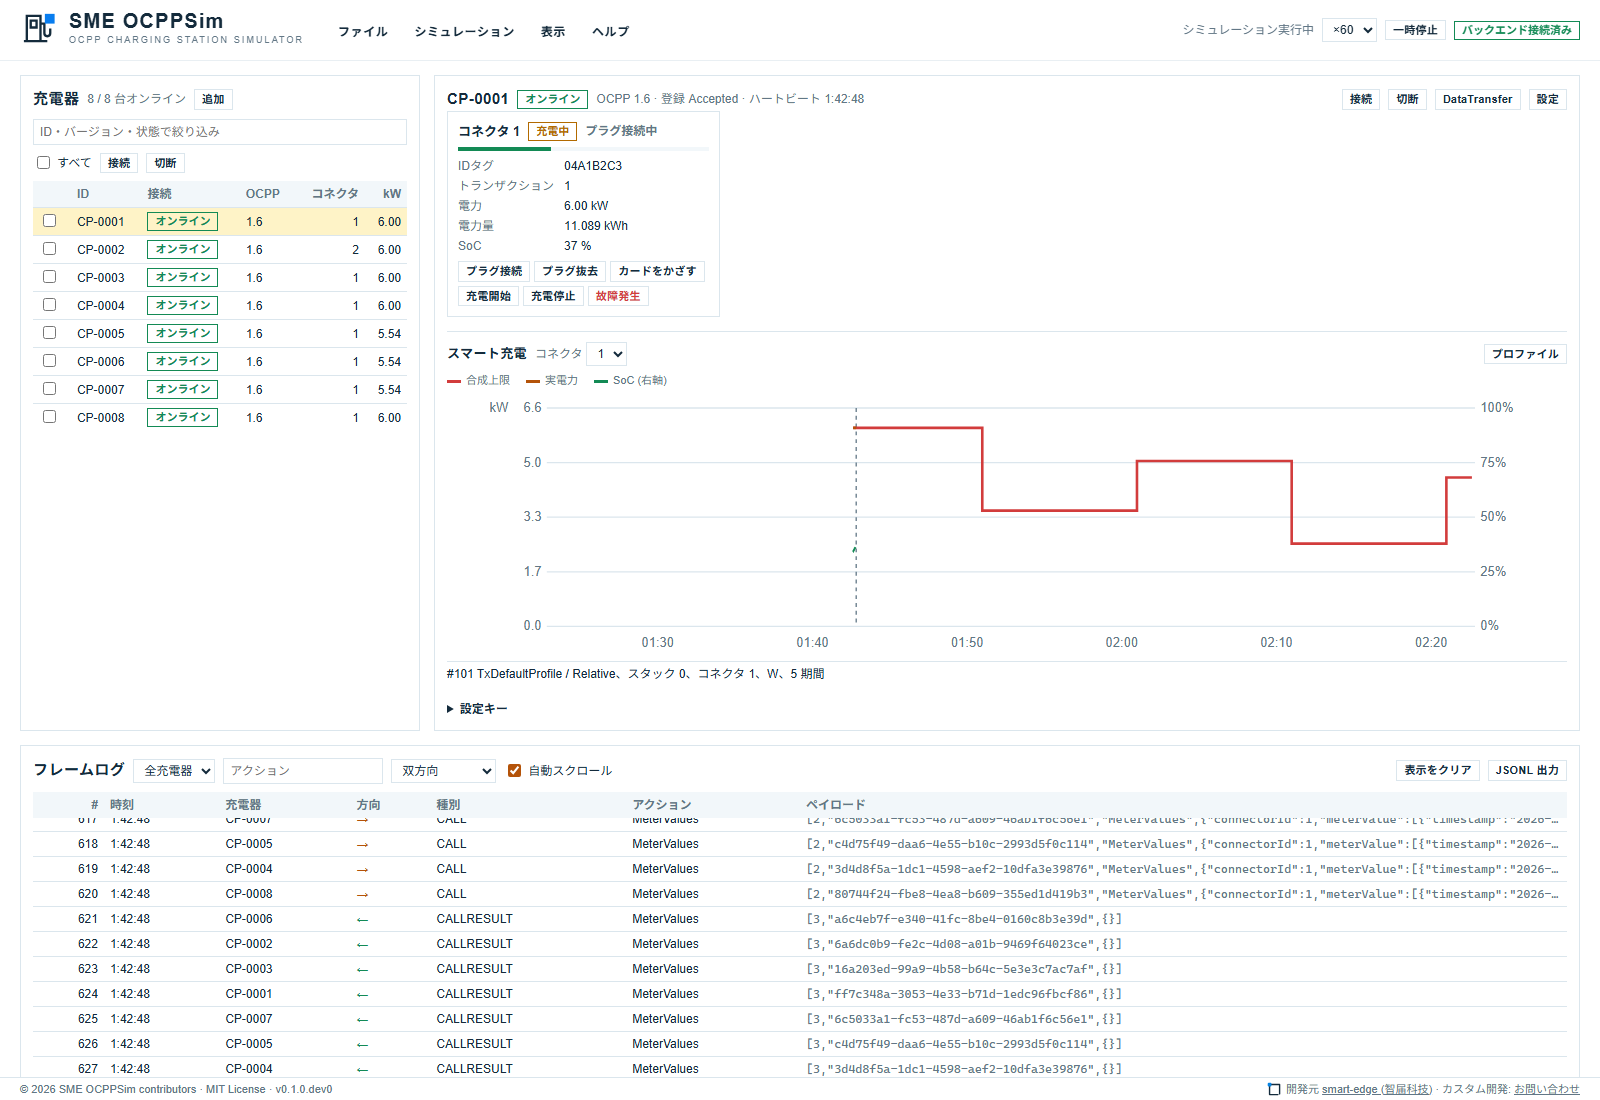 SME OCPPSim
OCPP CHARGING STATION SIMULATOR
ファイル シミュレーション 表示 ヘルプ
シミュレーション実行中 ×60 一時停止 バックエンド接続済み
充電器 8 / 8 台オンライン 追加
ID・バージョン・状態で絞り込み
すべて 接続 切断
ID 接続 OCPP コネクタ kW
CP-0001 オンライン 1.6 1 6.00
CP-0002 オンライン 1.6 2 6.00
CP-0003 オンライン 1.6 1 6.00
CP-0004 オンライン 1.6 1 6.00
CP-0005 オンライン 1.6 1 5.54
CP-0006 オンライン 1.6 1 5.54
CP-0007 オンライン 1.6 1 5.54
CP-0008 オンライン 1.6 1 6.00
CP-0001 オンライン OCPP 1.6 · 登録 Accepted · ハートビート 1:42:48
接続 切断 DataTransfer 設定
コネクタ 1 充電中 プラグ接続中
IDタグ 04A1B2C3
トランザクション 1
電力 6.00 kW
電力量 11.089 kWh
SoC 37 %
プラグ接続 プラグ抜去 カードをかざす
充電開始 充電停止 故障発生
スマート充電 コネクタ 1 プロファイル
合成上限 実電力 SoC (右軸)
kW 6.6 100%
5.0 75%
3.3 50%
1.7 25%
0.0 0%
01:30 01:40 01:50 02:00 02:10 02:20
#101 TxDefaultProfile / Relative、スタック 0、コネクタ 1、W、5 期間
設定キー
フレームログ 全充電器 アクション 双方向 自動スクロール 表示をクリア JSONL 出力
# 時刻 充電器 方向 種別 アクション ペイロード
617 1:42:48 CP-0007 → CALL MeterValues [2,"6c5033a1-fc53-487d-a609-46ab1f6c56e1","MeterValues",{"connectorId":1,"meterValue":[{"timestamp":"2026-…
618 1:42:48 CP-0005 → CALL MeterValues [2,"c4d75f49-daa6-4e55-b10c-2993d5f0c114","MeterValues",{"connectorId":1,"meterValue":[{"timestamp":"2026-…
619 1:42:48 CP-0004 → CALL MeterValues [2,"3d4d8f5a-1dc1-4598-aef2-10dfa3e39876","MeterValues",{"connectorId":1,"meterValue":[{"timestamp":"2026-…
620 1:42:48 CP-0008 → CALL MeterValues [2,"80744f24-fbe8-4ea8-b609-355ed1d419b3","MeterValues",{"connectorId":1,"meterValue":[{"timestamp":"2026-…
621 1:42:48 CP-0006 ← CALLRESULT MeterValues [3,"a6c4eb7f-e340-41fc-8be4-0160c8b3e39d",{}]
622 1:42:48 CP-0002 ← CALLRESULT MeterValues [3,"6a6dc0b9-fe2c-4d08-a01b-9469f64023ce",{}]
623 1:42:48 CP-0003 ← CALLRESULT MeterValues [3,"16a203ed-99a9-4b58-b64c-5e3e3c7ac7af",{}]
624 1:42:48 CP-0001 ← CALLRESULT MeterValues [3,"ff7c348a-3053-4e33-b71d-1edc96fbcf86",{}]
625 1:42:48 CP-0007 ← CALLRESULT MeterValues [3,"6c5033a1-fc53-487d-a609-46ab1f6c56e1",{}]
626 1:42:48 CP-0005 ← CALLRESULT MeterValues [3,"c4d75f49-daa6-4e55-b10c-2993d5f0c114",{}]
627 1:42:48 CP-0004 ← CALLRESULT MeterValues [3,"3d4d8f5a-1dc1-4598-aef2-10dfa3e39876",{}]
© 2026 SME OCPPSim contributors · MIT License · v0.1.0.dev0
開発元 smart-edge (智届科技) · カスタム開発: お問い合わせ